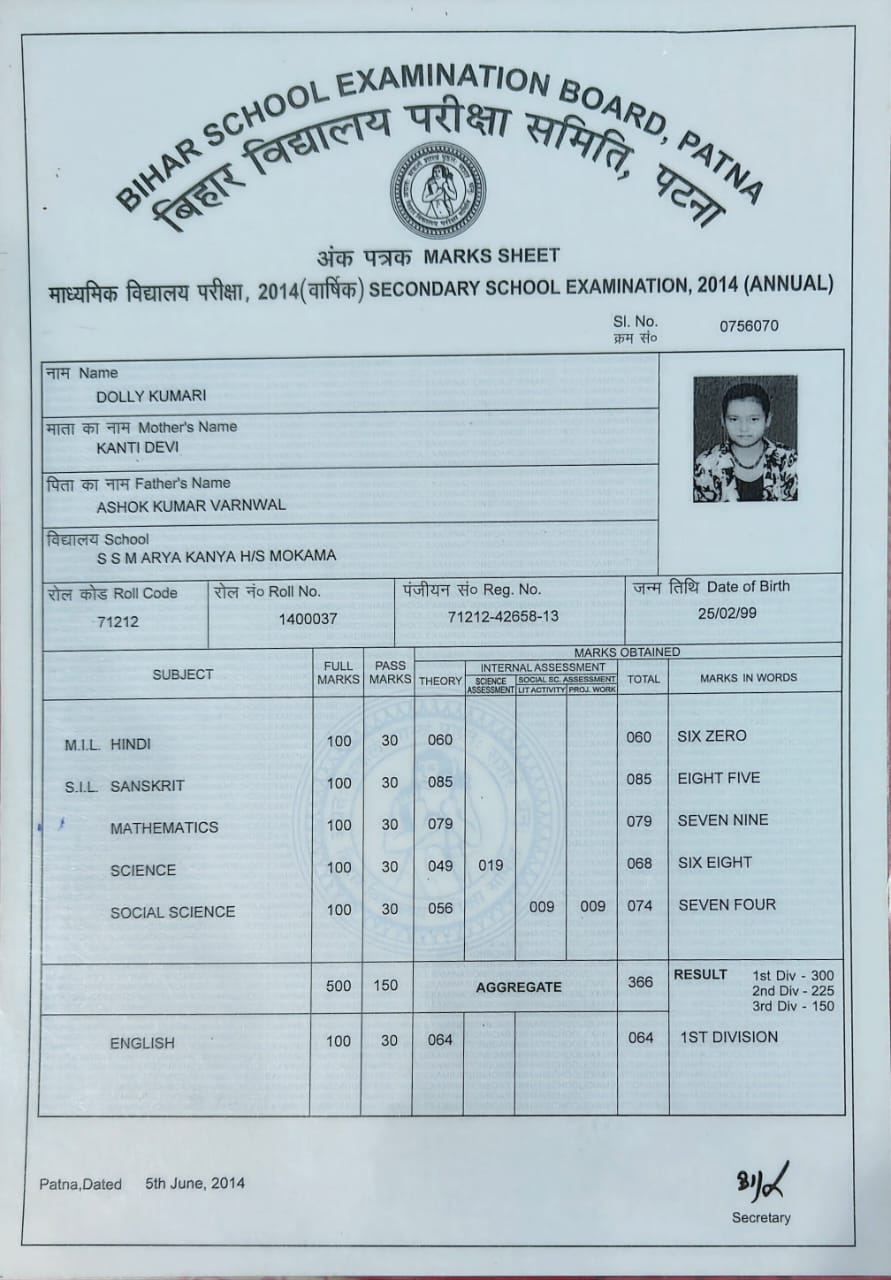 BIHAR SCHOOL EXAMINATION BOARD, PATNA
बिहार विद्यालय परीक्षा समिति, पटना
अंक पत्रक MARKS SHEET
माध्यमिक विद्यालय परीक्षा, 2014(वार्षिक) SECONDARY SCHOOL EXAMINATION, 2014 (ANNUAL)
Sl. No. 0756070
क्रम सं०
नाम Name
DOLLY KUMARI
माता का नाम Mother's Name
KANTI DEVI
पिता का नाम Father's Name
ASHOK KUMAR VARNWAL
विद्यालय School
S S M ARYA KANYA H/S MOKAMA
रोल कोड Roll Code रोल नं० Roll No. पंजीयन सं० Reg. No. जन्म तिथि Date of Birth
71212 1400037 71212-42658-13 25/02/99
MARKS OBTAINED
SUBJECT FULL MARKS PASS MARKS THEORY INTERNAL ASSESSMENT TOTAL MARKS IN WORDS
SCIENCE ASSESSMENT SOCIAL SC. ASSESSMENT
LIT ACTIVITY PROJ. WORK
M.I.L. HINDI 100 30 060 060 SIX ZERO
S.I.L. SANSKRIT 100 30 085 085 EIGHT FIVE
MATHEMATICS 100 30 079 079 SEVEN NINE
SCIENCE 100 30 049 019 068 SIX EIGHT
SOCIAL SCIENCE 100 30 056 009 009 074 SEVEN FOUR
500 150 AGGREGATE 366 RESULT 1st Div - 300
2nd Div - 225
3rd Div - 150
ENGLISH 100 30 064 064 1ST DIVISION
Patna,Dated 5th June, 2014
Secretary